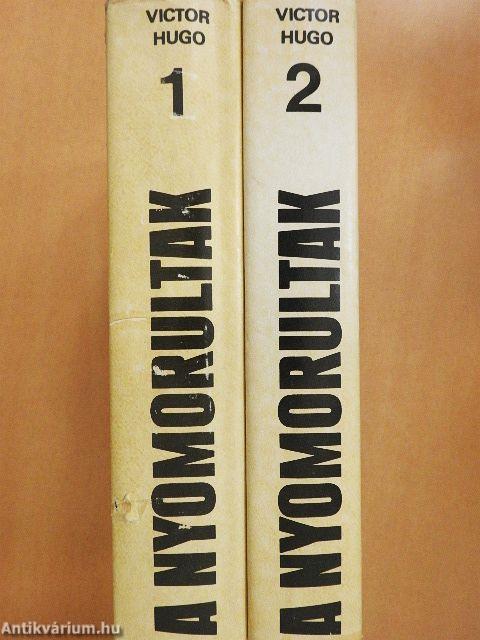 VICTOR
HUGO
1
A NYOMORULTAK
VICTOR
HUGO
2
A NYOMORULTAK
Antikvárium.hu